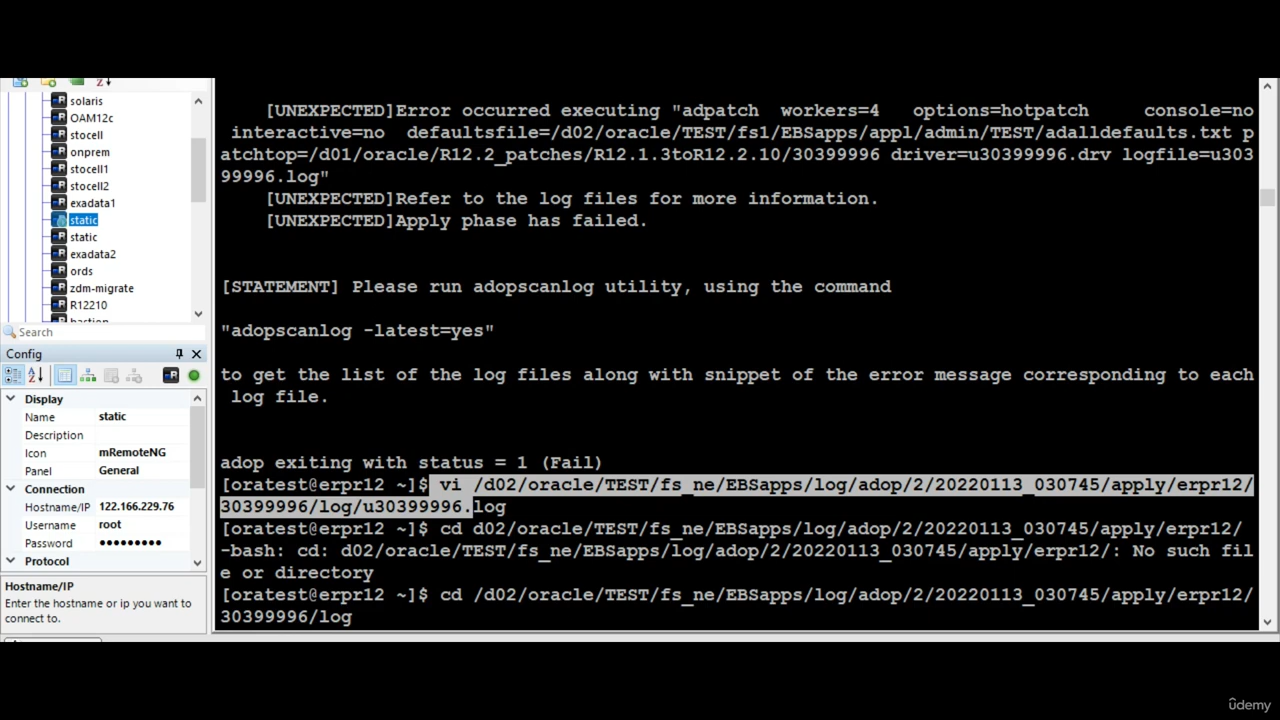 solaris
OAM12c
stocell
onprem
stocell1
stocell2
exadata1
static
static
exadata2
ords
zdm-migrate
R12210
bastion
Search
Config
Display
Name static
Description
Icon mRemoteNG
Panel General
Connection
Hostname/IP 122.166.229.76
Username root
Password ●●●●●●●●●
Protocol
Hostname/IP
Enter the hostname or ip you want to
connect to.
[UNEXPECTED]Error occurred executing "adpatch workers=4 options=hotpatch console=no
interactive=no defaultsfile=/d02/oracle/TEST/fs1/EBSapps/appl/admin/TEST/adalldefaults.txt p
atchtop=/d01/oracle/R12.2_patches/R12.1.3toR12.2.10/30399996 driver=u30399996.drv logfile=u303
99996.log"
[UNEXPECTED]Refer to the log files for more information.
[UNEXPECTED]Apply phase has failed.
[STATEMENT] Please run adopscanlog utility, using the command
"adopscanlog -latest=yes"
to get the list of the log files along with snippet of the error message corresponding to each
log file.
adop exiting with status = 1 (Fail)
[oratest@erpr12 ~]$ vi /d02/oracle/TEST/fs_ne/EBSapps/log/adop/2/20220113_030745/apply/erpr12/
30399996/log/u30399996.log
[oratest@erpr12 ~]$ cd d02/oracle/TEST/fs_ne/EBSapps/log/adop/2/20220113_030745/apply/erpr12/
-bash: cd: d02/oracle/TEST/fs_ne/EBSapps/log/adop/2/20220113_030745/apply/erpr12/: No such fil
e or directory
[oratest@erpr12 ~]$ cd /d02/oracle/TEST/fs_ne/EBSapps/log/adop/2/20220113_030745/apply/erpr12/
30399996/log
ûdemy